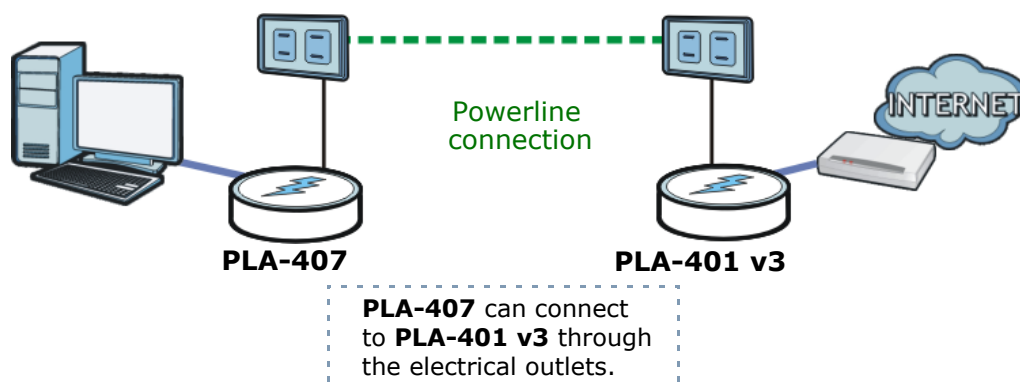 INTERNET
Powerline
connection
PLA-407
PLA-401 v3
PLA-407 can connect
to PLA-401 v3 through
the electrical outlets.